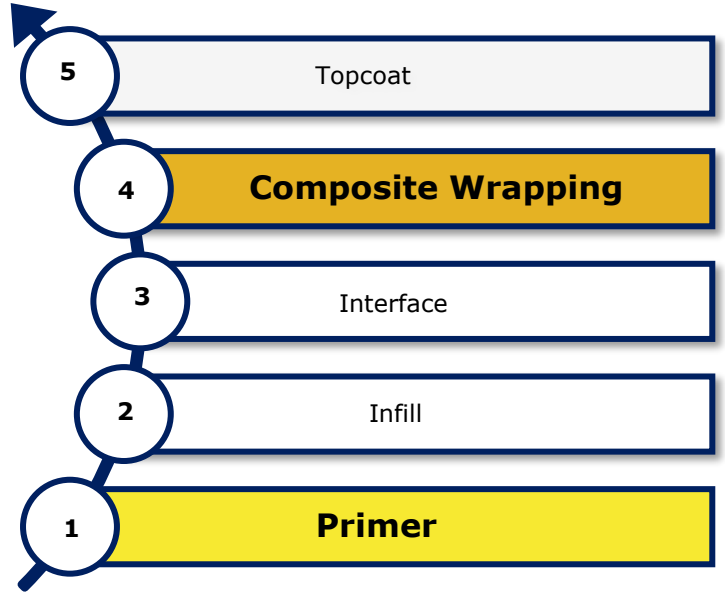 5
Topcoat
4
Composite Wrapping
3
Interface
2
Infill
1
Primer